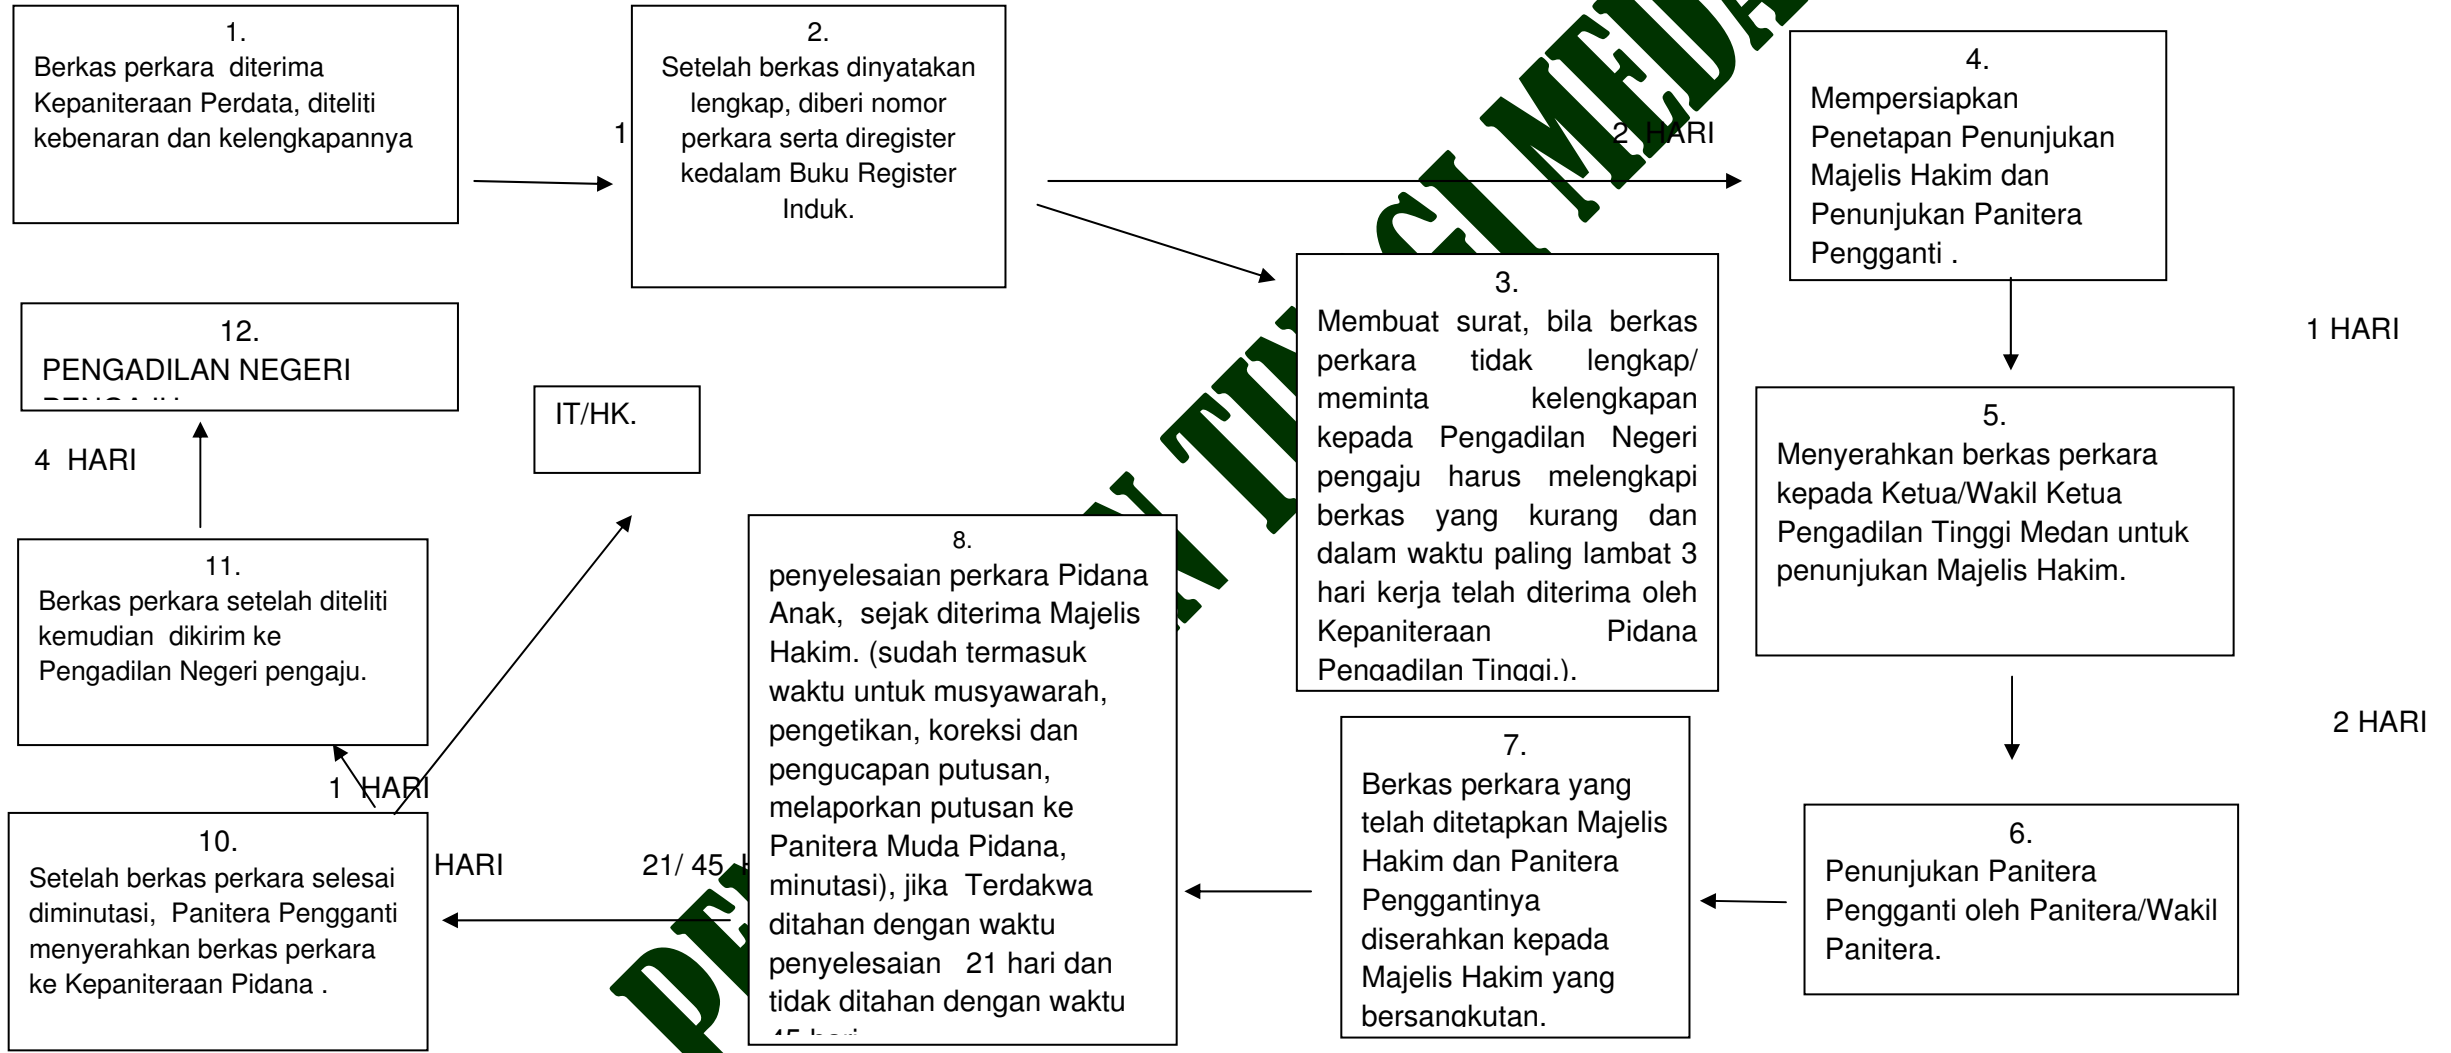 1.
Berkas perkara diterima
Kepaniteraan Perdata, diteliti
kebenaran dan kelengkapannya
1
2.
Setelah berkas dinyatakan
lengkap, diberi nomor
perkara serta diregister
kedalam Buku Register
Induk.
2 HARI
4.
Mempersiapkan
Penetapan Penunjukan
Majelis Hakim dan
Penunjukan Panitera
Pengganti .
1 HARI
3.
Membuat surat, bila berkas
perkara tidak lengkap/
meminta kelengkapan
kepada Pengadilan Negeri
pengaju harus melengkapi
berkas yang kurang dan
dalam waktu paling lambat 3
hari kerja telah diterima oleh
Kepaniteraan Pidana
Pengadilan Tinggi.).
5.
Menyerahkan berkas perkara
kepada Ketua/Wakil Ketua
Pengadilan Tinggi Medan untuk
penunjukan Majelis Hakim.
2 HARI
6.
Penunjukan Panitera
Pengganti oleh Panitera/Wakil
Panitera.
7.
Berkas perkara yang
telah ditetapkan Majelis
Hakim dan Panitera
Penggantinya
diserahkan kepada
Majelis Hakim yang
bersangkutan.
8.
penyelesaian perkara Pidana
Anak, sejak diterima Majelis
Hakim. (sudah termasuk
waktu untuk musyawarah,
pengetikan, koreksi dan
pengucapan putusan,
melaporkan putusan ke
Panitera Muda Pidana,
minutasi), jika Terdakwa
ditahan dengan waktu
penyelesaian 21 hari dan
tidak ditahan dengan waktu
45 hari
21/ 45 H
HARI
10.
Setelah berkas perkara selesai
diminutasi, Panitera Pengganti
menyerahkan berkas perkara
ke Kepaniteraan Pidana .
1 HARI
IT/HK.
11.
Berkas perkara setelah diteliti
kemudian dikirim ke
Pengadilan Negeri pengaju.
4 HARI
12.
PENGADILAN NEGERI
PENGAJU